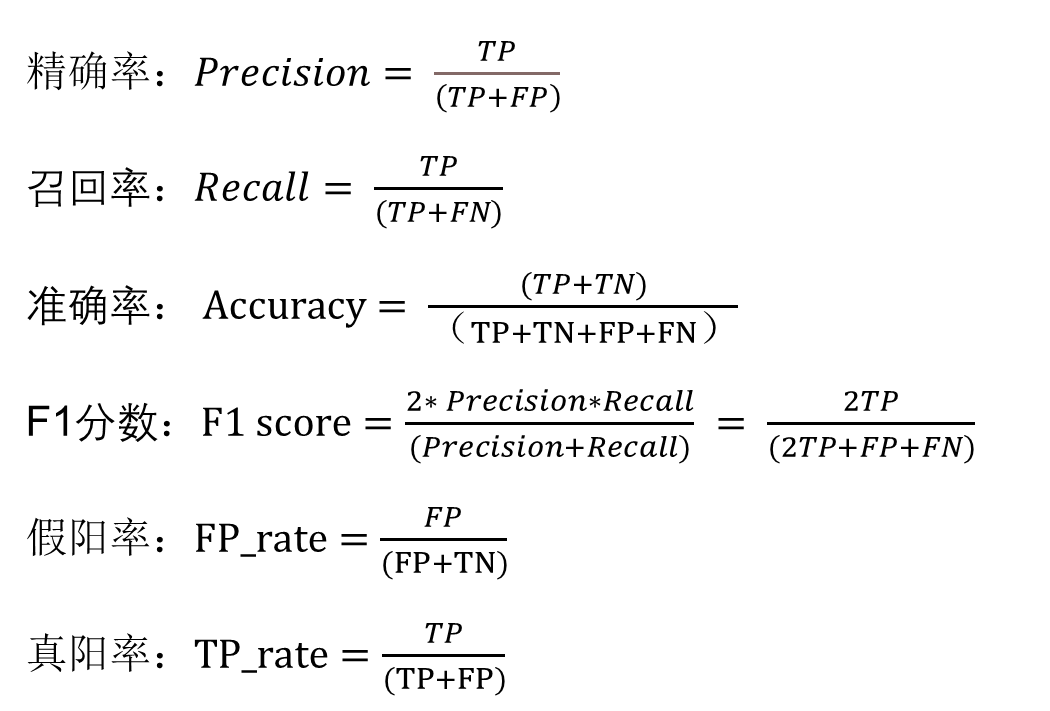 精确率：Precision = TP/(TP+FP)
召回率：Recall = TP/(TP+FN)
准确率： Accuracy = (TP+TN)/（TP+TN+FP+FN）
F1分数：F1 score = 2* Precision*Recall/(Precision+Recall) = 2TP/(2TP+FP+FN)
假阳率：FP_rate = FP/(FP+TN)
真阳率：TP_rate = TP/(TP+FP)